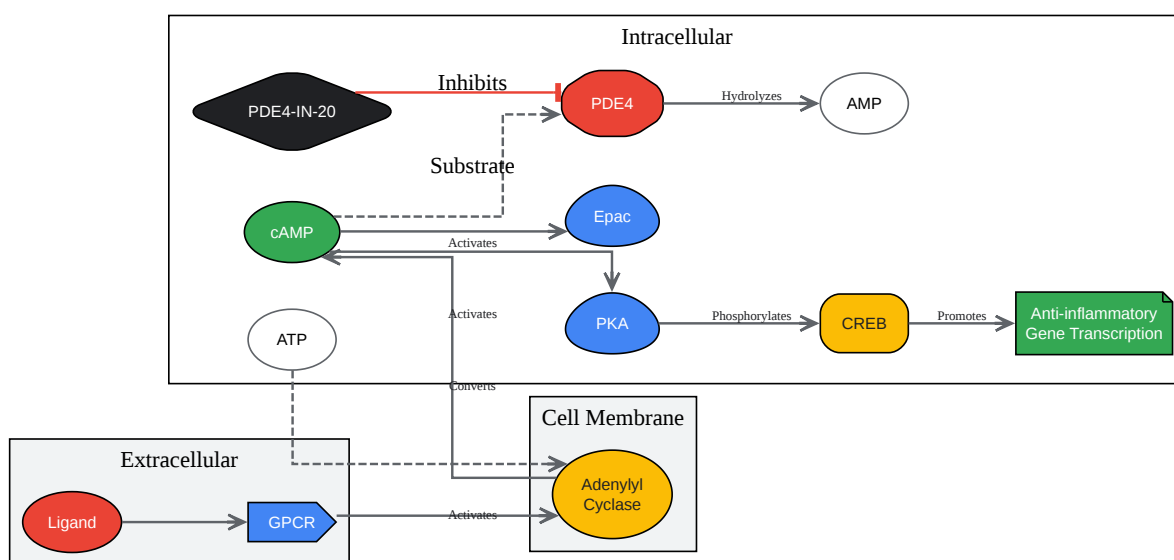 Intracellular
Inhibits
PDE4-IN-20
PDE4
Hydrolyzes
AMP
Substrate
cAMP
Epac
Activates
Activates
ATP
PKA
Phosphorylates
CREB
Promotes
Anti-inflammatory
Gene Transcription
Converts
Cell Membrane
Extracellular
Adenylyl
Cyclase
Ligand
GPCR
Activates